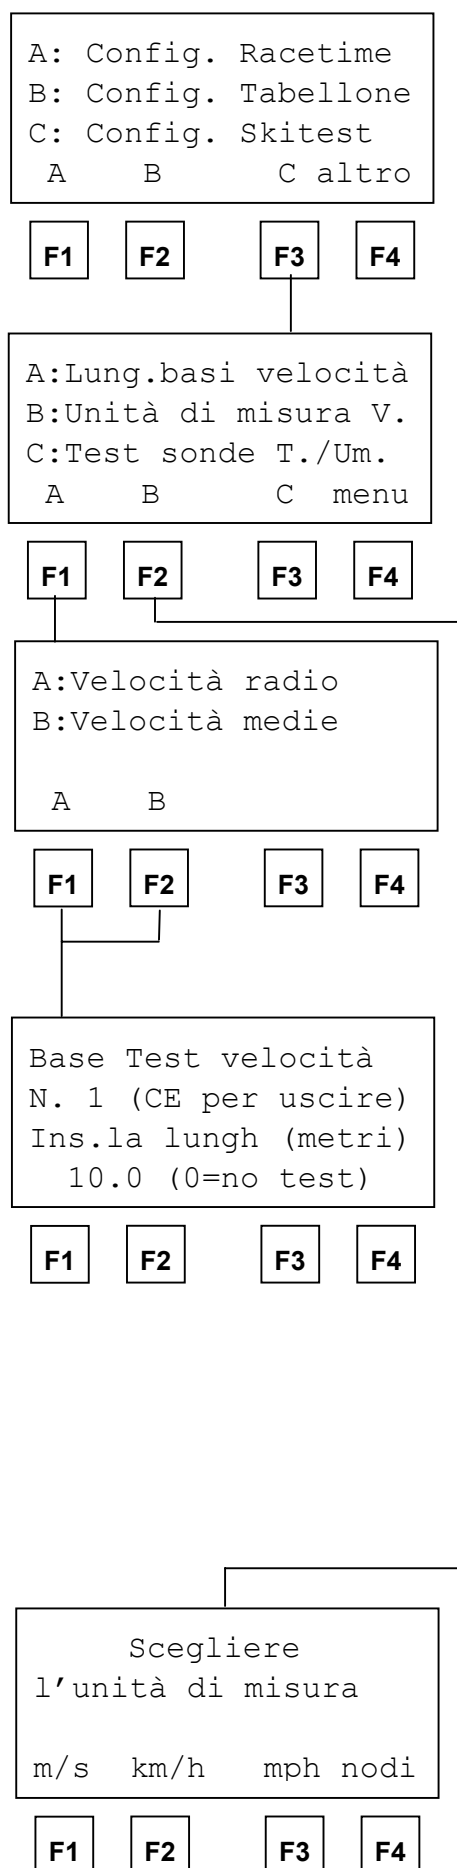 A: Config. Racetime
B: Config. Tabellone
C: Config. Skitest
A B C altro
F1 F2 F3 F4
A:Lung.basi velocità
B:Unità di misura V.
C:Test sonde T./Um.
A B C menu
F1 F2 F3 F4
A:Velocità radio
B:Velocità medie
A B
F1 F2 F3 F4
Base Test velocità
N. 1 (CE per uscire)
Ins.la lungh (metri)
10.0 (0=no test)
F1 F2 F3 F4
Scegliere
l'unità di misura
m/s km/h mph nodi
F1 F2 F3 F4